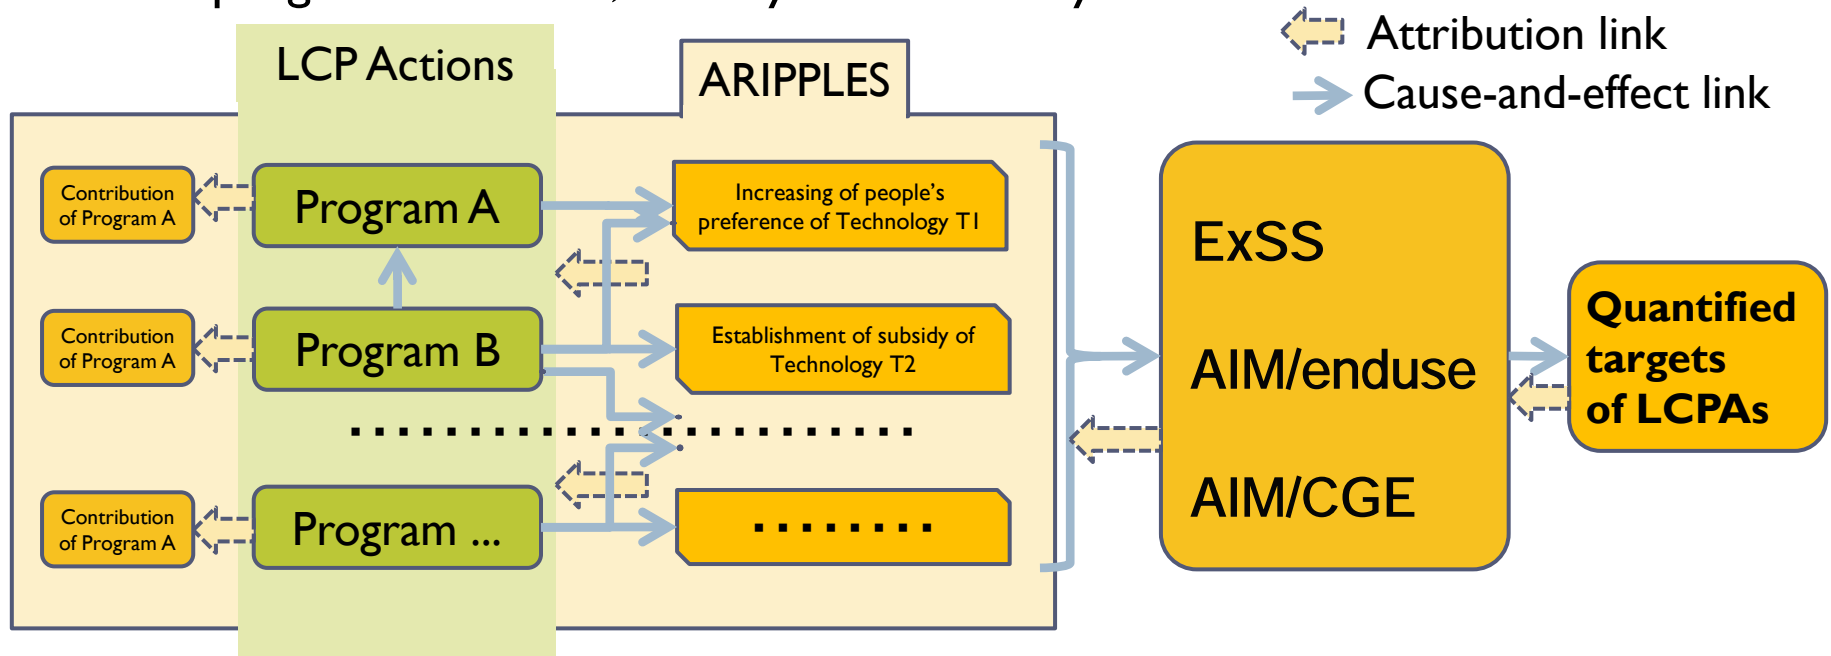 Attribution link
Cause-and-effect link
LCP Actions
ARIPPLES
Contribution
of Program A
Program A
Increasing of people's
preference of Technology T1
Contribution
of Program A
Program B
Establishment of subsidy of
Technology T2
Contribution
of Program A
Program ...
ExSS
AIM/enduse
AIM/CGE
Quantified
targets
of LCPAs